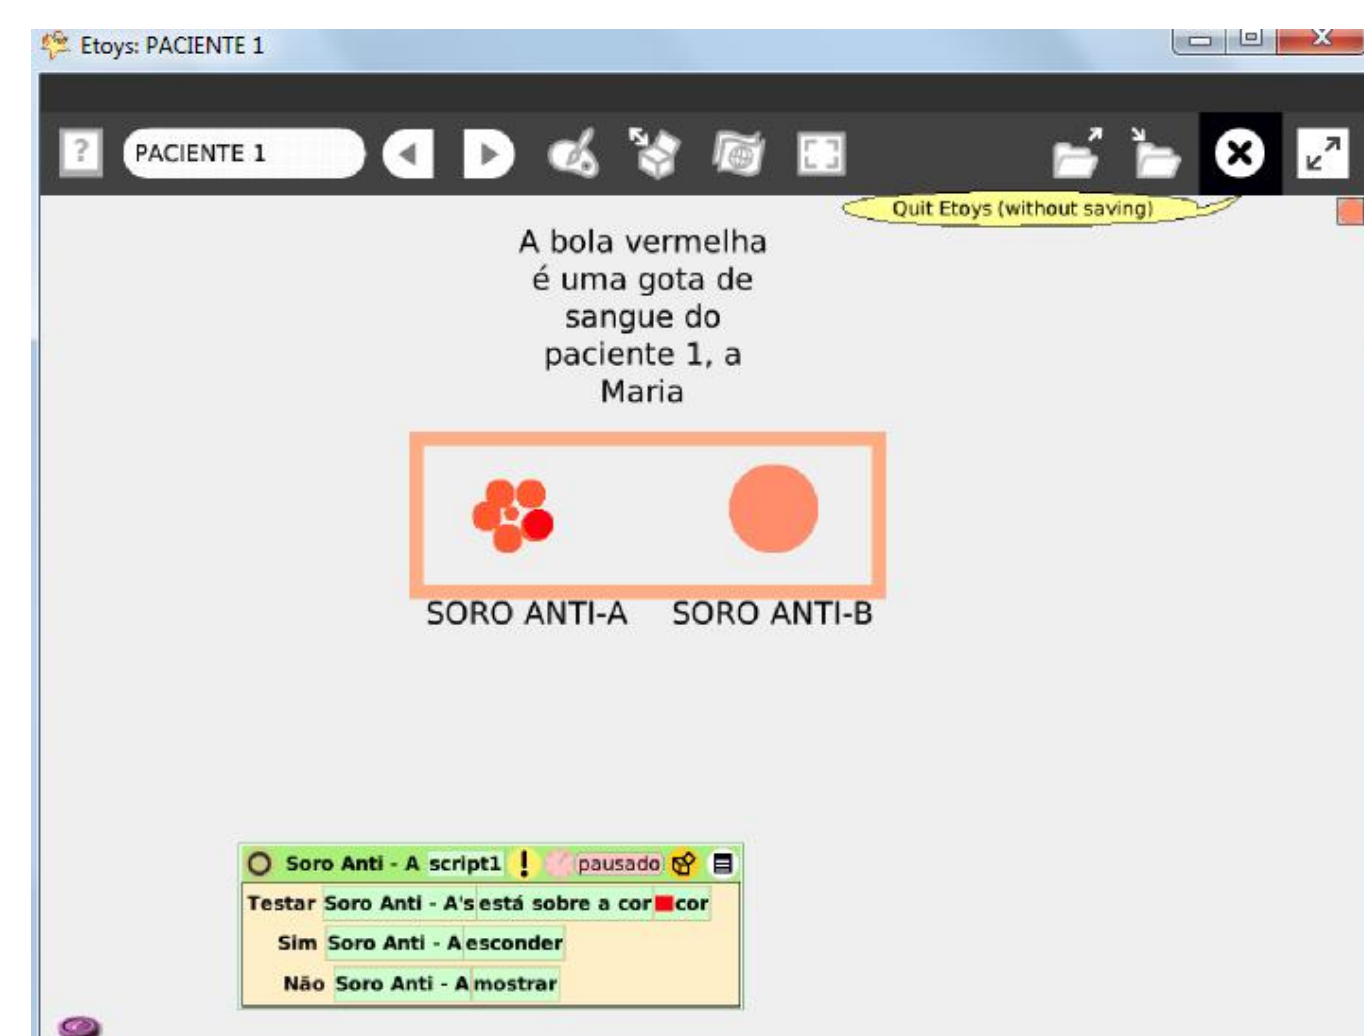 Etoys: PACIENTE 1
? PACIENTE 1
Quit Etoys (without saving)
A bola vermelha
é uma gota de
sangue do
paciente 1, a
Maria
SORO ANTI-A SORO ANTI-B
Soro Anti - A script1 ! pausado
Testar Soro Anti - A's está sobre a cor cor
Sim Soro Anti - A esconder
Não Soro Anti - A mostrar